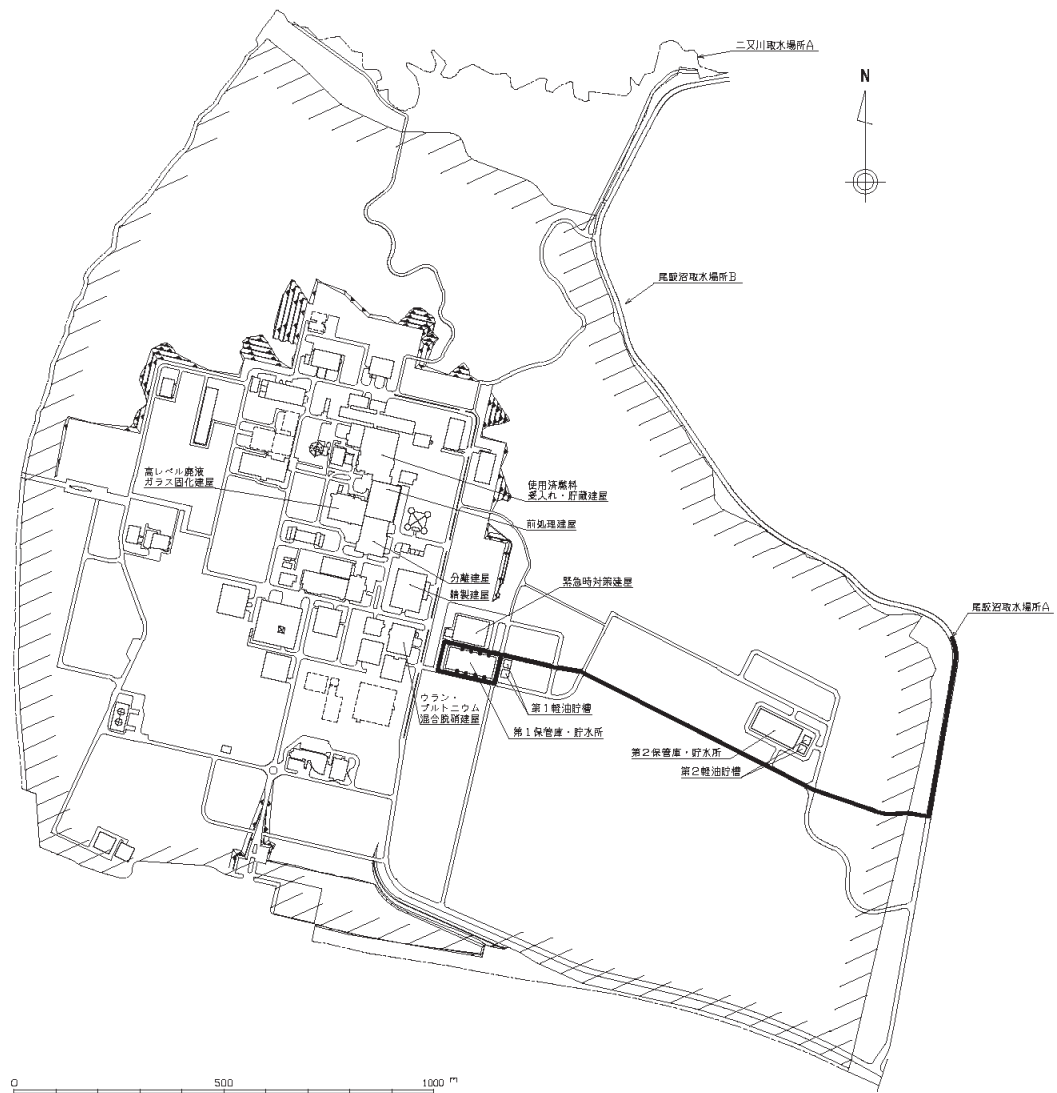 二又川取水場所A
N
尾駮沼取水場所B
高レベル廃液
ガラス固化建屋
使用済燃料
受入れ・貯蔵建屋
前処理建屋
分離建屋
精製建屋
緊急時対策建屋
尾駮沼取水場所A
ウラン・
プルトニウム
混合脱硝建屋
第1軽油貯槽
第1保管庫・貯水所
第2保管庫・貯水所
第2軽油貯槽
0 500 1000 m